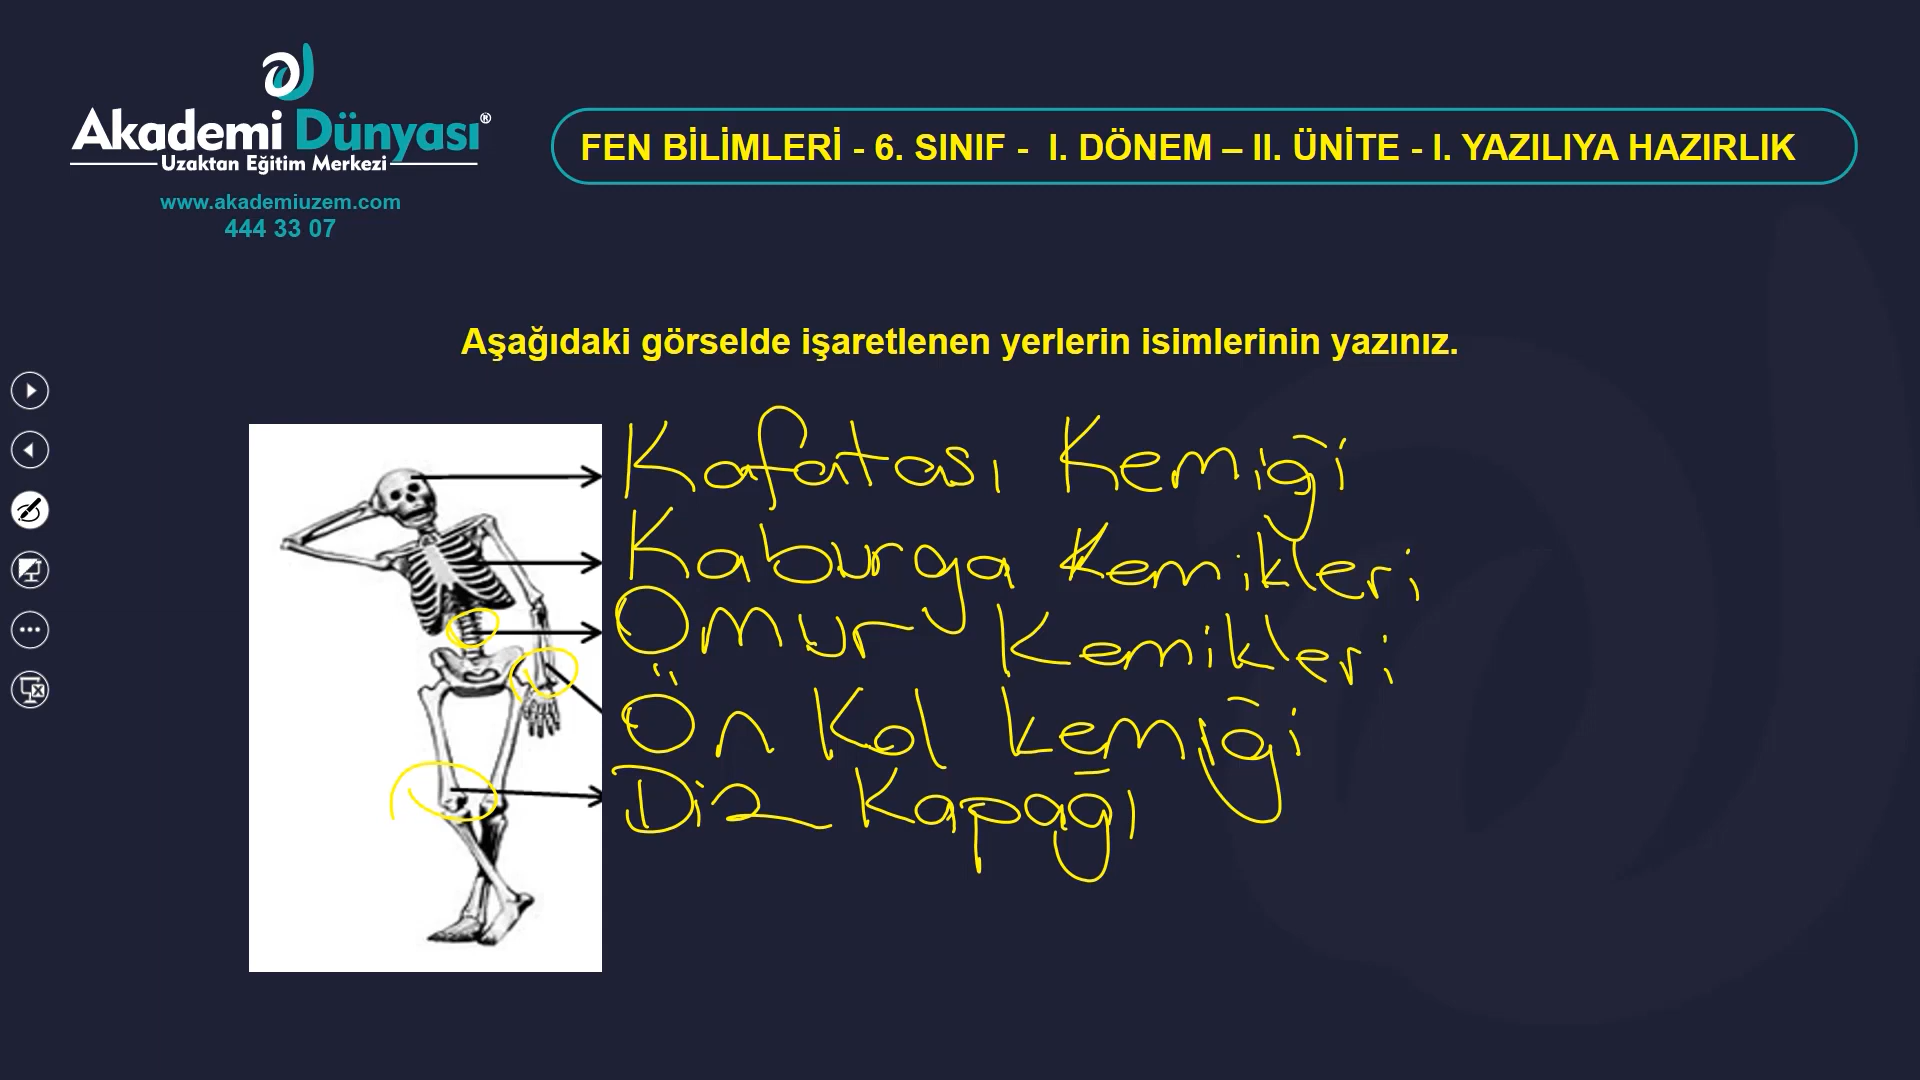 Akademi Dünyası®
Uzaktan Eğitim Merkezi
www.akademiuzem.com
444 33 07
FEN BİLİMLERİ - 6. SINIF - I. DÖNEM – II. ÜNİTE - I. YAZILIYA HAZIRLIK
Aşağıdaki görselde işaretlenen yerlerin isimlerinin yazınız.
Kafatası Kemiği
Kaburga Kemikleri
Omur Kemikleri
Ön Kol kemiği
Diz Kapağı